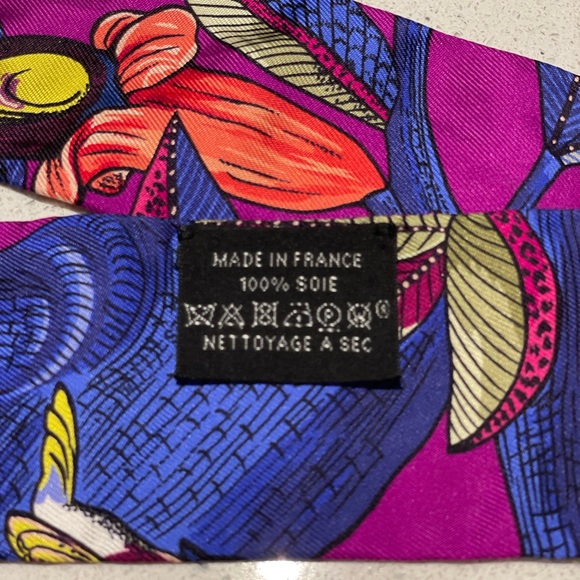 MADE IN FRANCE
100% SOIE
NETTOYAGE A SEC